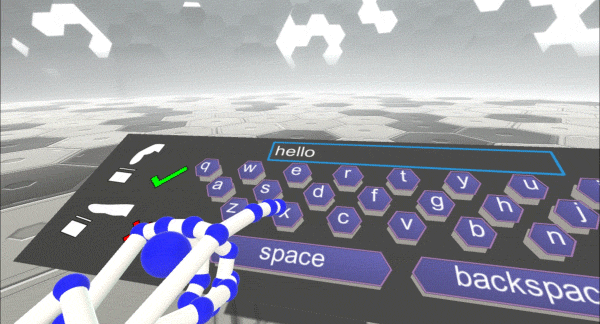 hello
q w e r t y u
a s d f g h j
z x c v b n
space backspac